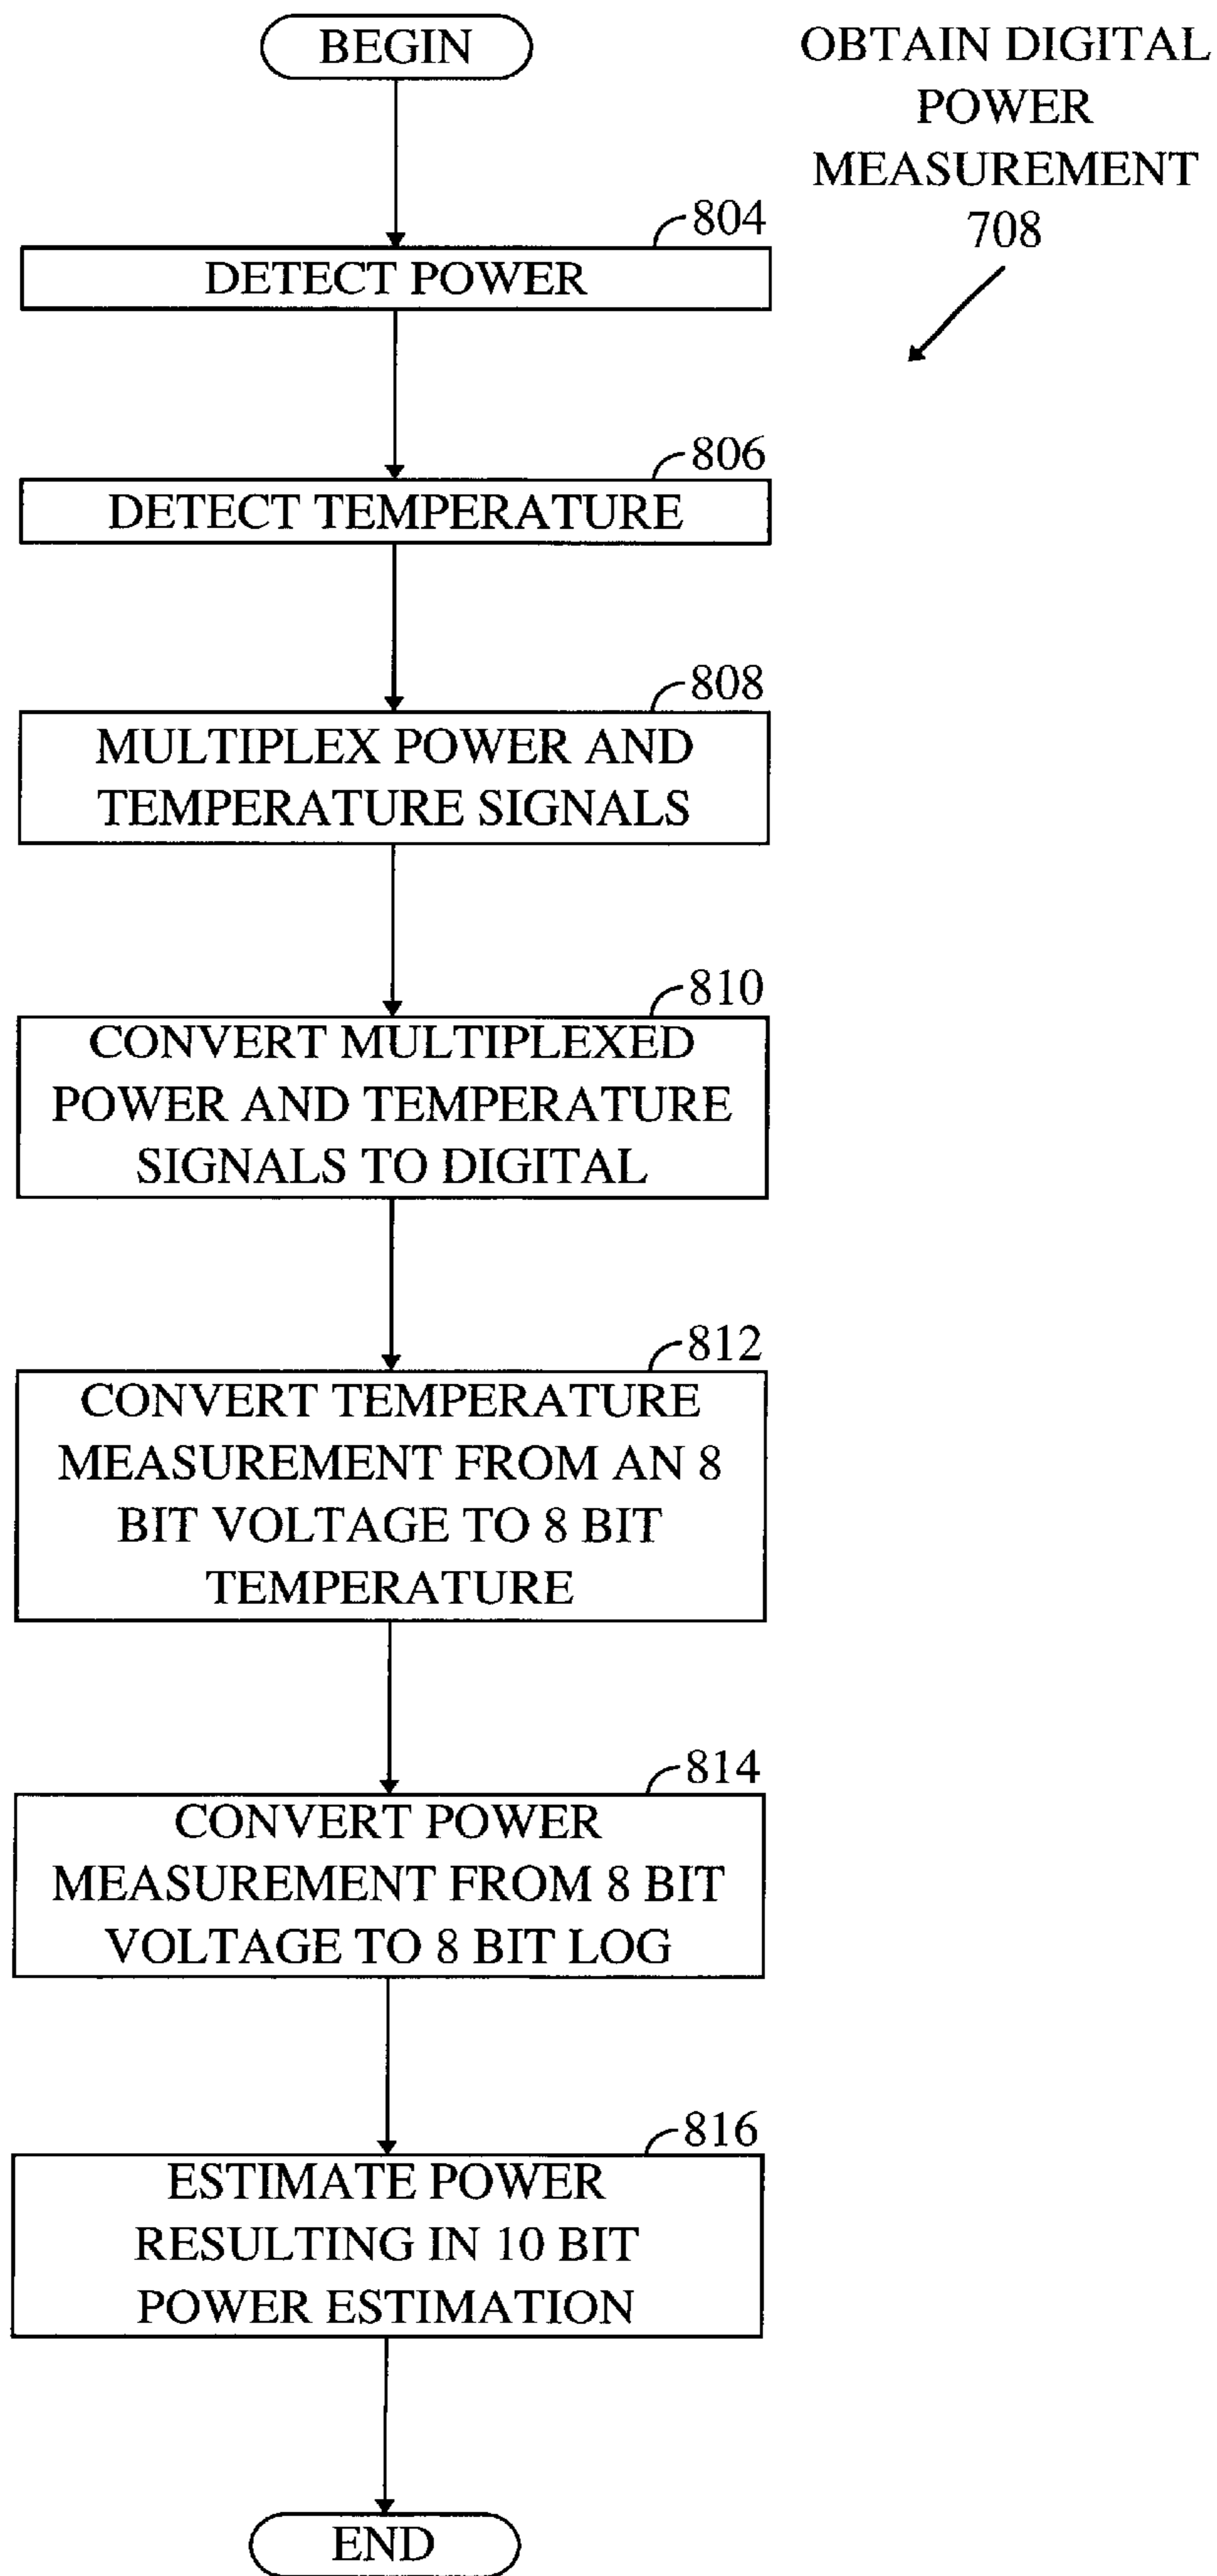 BEGIN
OBTAIN DIGITAL
POWER
MEASUREMENT
708
804
DETECT POWER
806
DETECT TEMPERATURE
808
MULTIPLEX POWER AND
TEMPERATURE SIGNALS
810
CONVERT MULTIPLEXED
POWER AND TEMPERATURE
SIGNALS TO DIGITAL
812
CONVERT TEMPERATURE
MEASUREMENT FROM AN 8
BIT VOLTAGE TO 8 BIT
TEMPERATURE
814
CONVERT POWER
MEASUREMENT FROM 8 BIT
VOLTAGE TO 8 BIT LOG
816
ESTIMATE POWER
RESULTING IN 10 BIT
POWER ESTIMATION
END